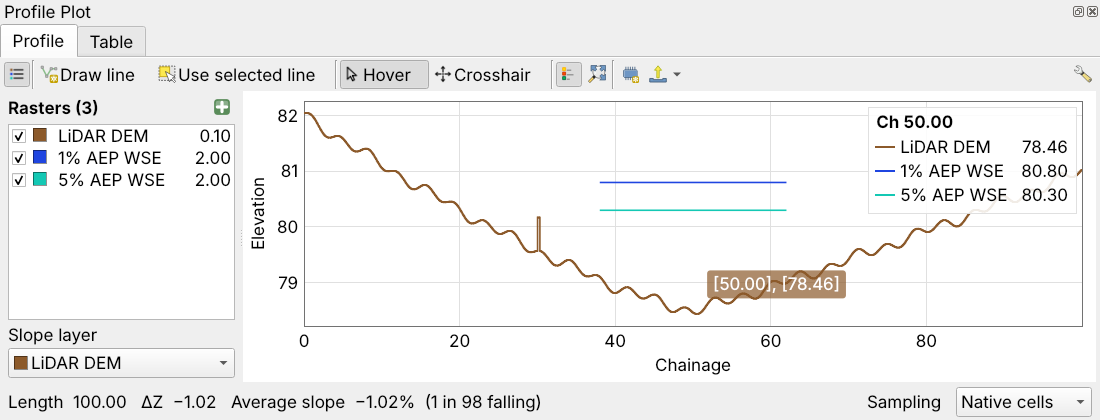 Profile Plot
Profile
Table
Draw line
Use selected line
Hover
Crosshair
Rasters (3)
LiDAR DEM 0.10
1% AEP WSE 2.00
5% AEP WSE 2.00
Slope layer
LiDAR DEM
Elevation
82
81
80
79
0 20 40 60 80
Chainage
Ch 50.00
LiDAR DEM 78.46
1% AEP WSE 80.80
5% AEP WSE 80.30
[50.00], [78.46]
Length 100.00 ΔZ −1.02 Average slope −1.02% (1 in 98 falling)
Sampling Native cells